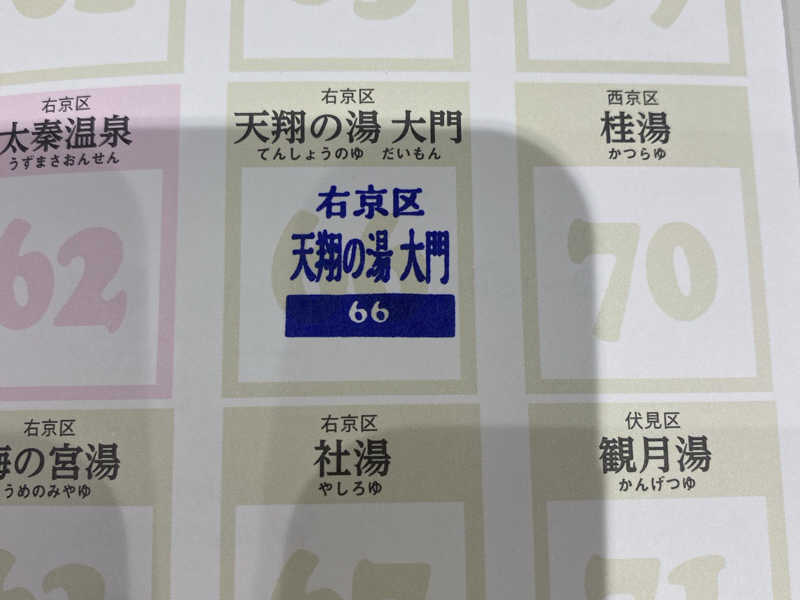 右京区
太秦温泉
うずまさおんせん
62
右京区
天翔の湯 大門
てんしょうのゆ だいもん
右京区
天翔の湯 大門
66
西京区
桂湯
かつらゆ
70
右京区
の宮湯
うめのみやゆ
右京区
社湯
やしろゆ
67
伏見区
観月湯
かんげつゆ
71